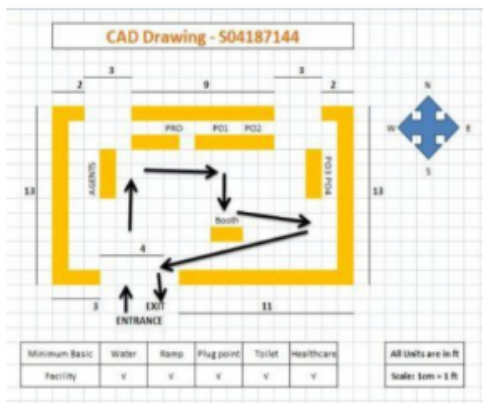 CAD Drawing - S04187144
3 3
2 9 2
N
PRO PO1 PO2
W E
AGENTS
PO3 PO4
S
13 13
Booth
4
3 EXIT 11
ENTRANCE
Minimum Basic Water Ramp Plug point Toilet Healthcare
Facility √ √ √ √ √
All Units are in ft
Scale: 1cm = 1 ft